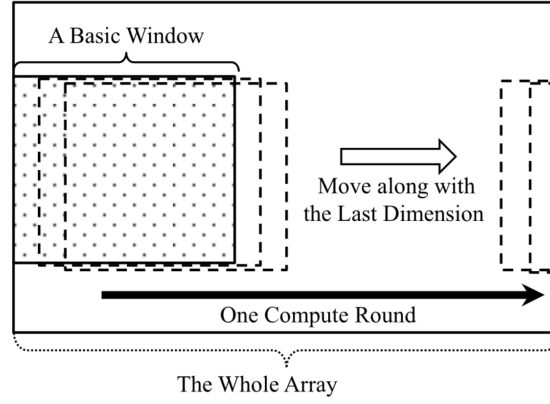 A Basic Window
Move along with
the Last Dimension
One Compute Round
The Whole Array